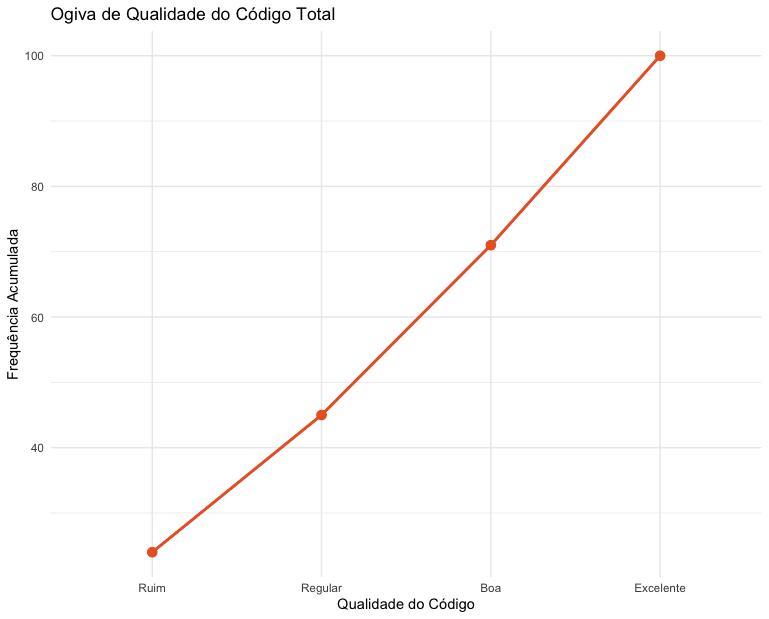 Ogiva de Qualidade do Código Total
Frequência Acumulada
100
80
60
40
Ruim Regular Boa Excelente
Qualidade do Código